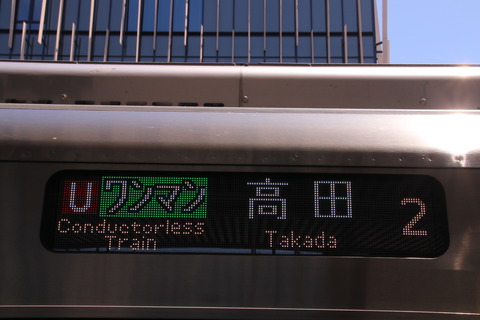 U ワンマン 高田 2
Conductorless
Train Takada